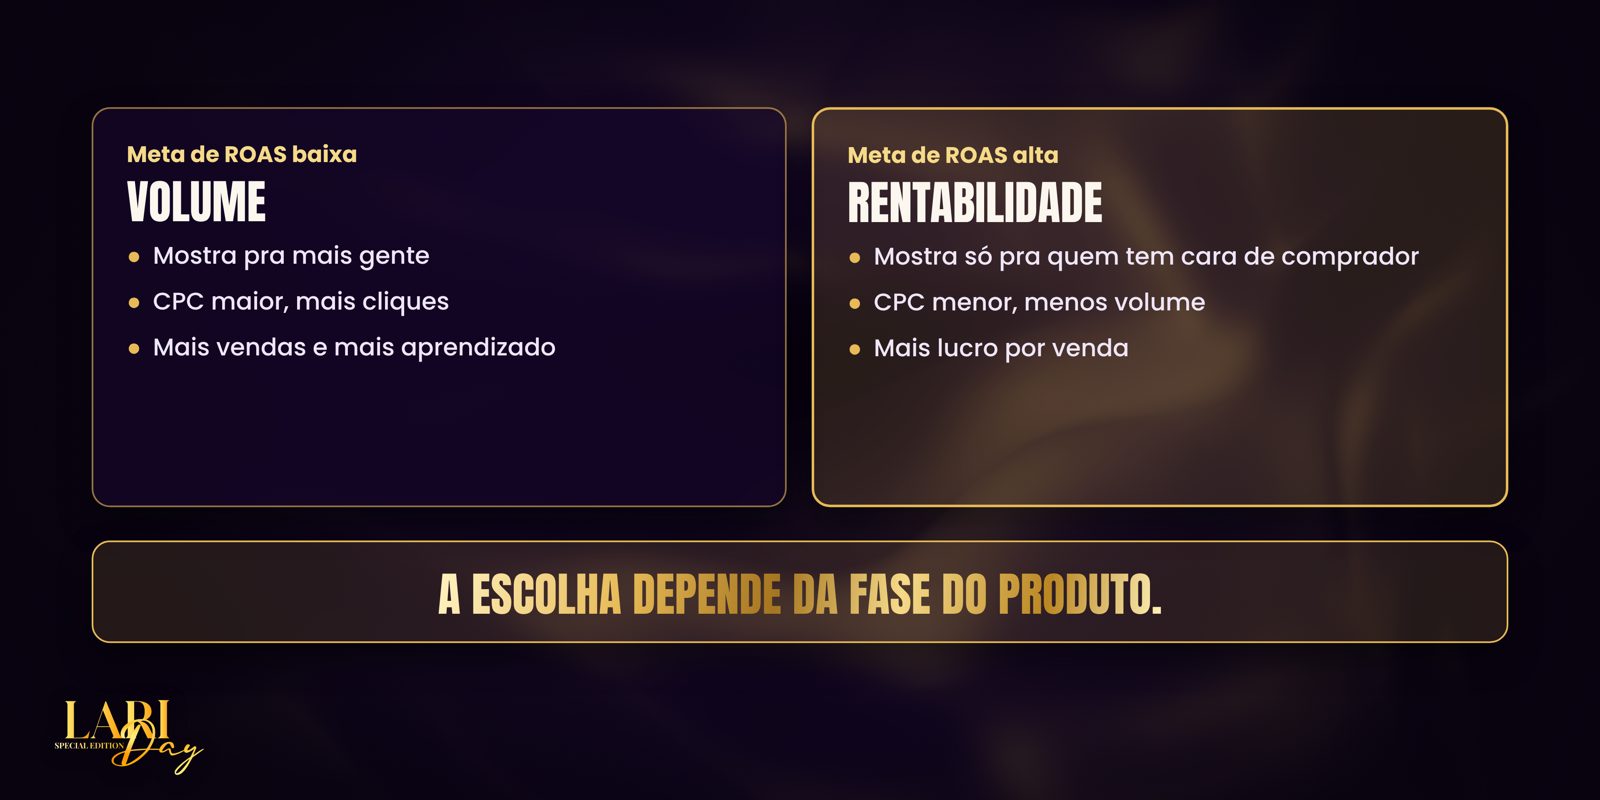 Meta de ROAS baixa
VOLUME
Mostra pra mais gente
CPC maior, mais cliques
Mais vendas e mais aprendizado
Meta de ROAS alta
RENTABILIDADE
Mostra só pra quem tem cara de comprador
CPC menor, menos volume
Mais lucro por venda
A ESCOLHA DEPENDE DA FASE DO PRODUTO.
LARI
SPECIAL EDITION Day